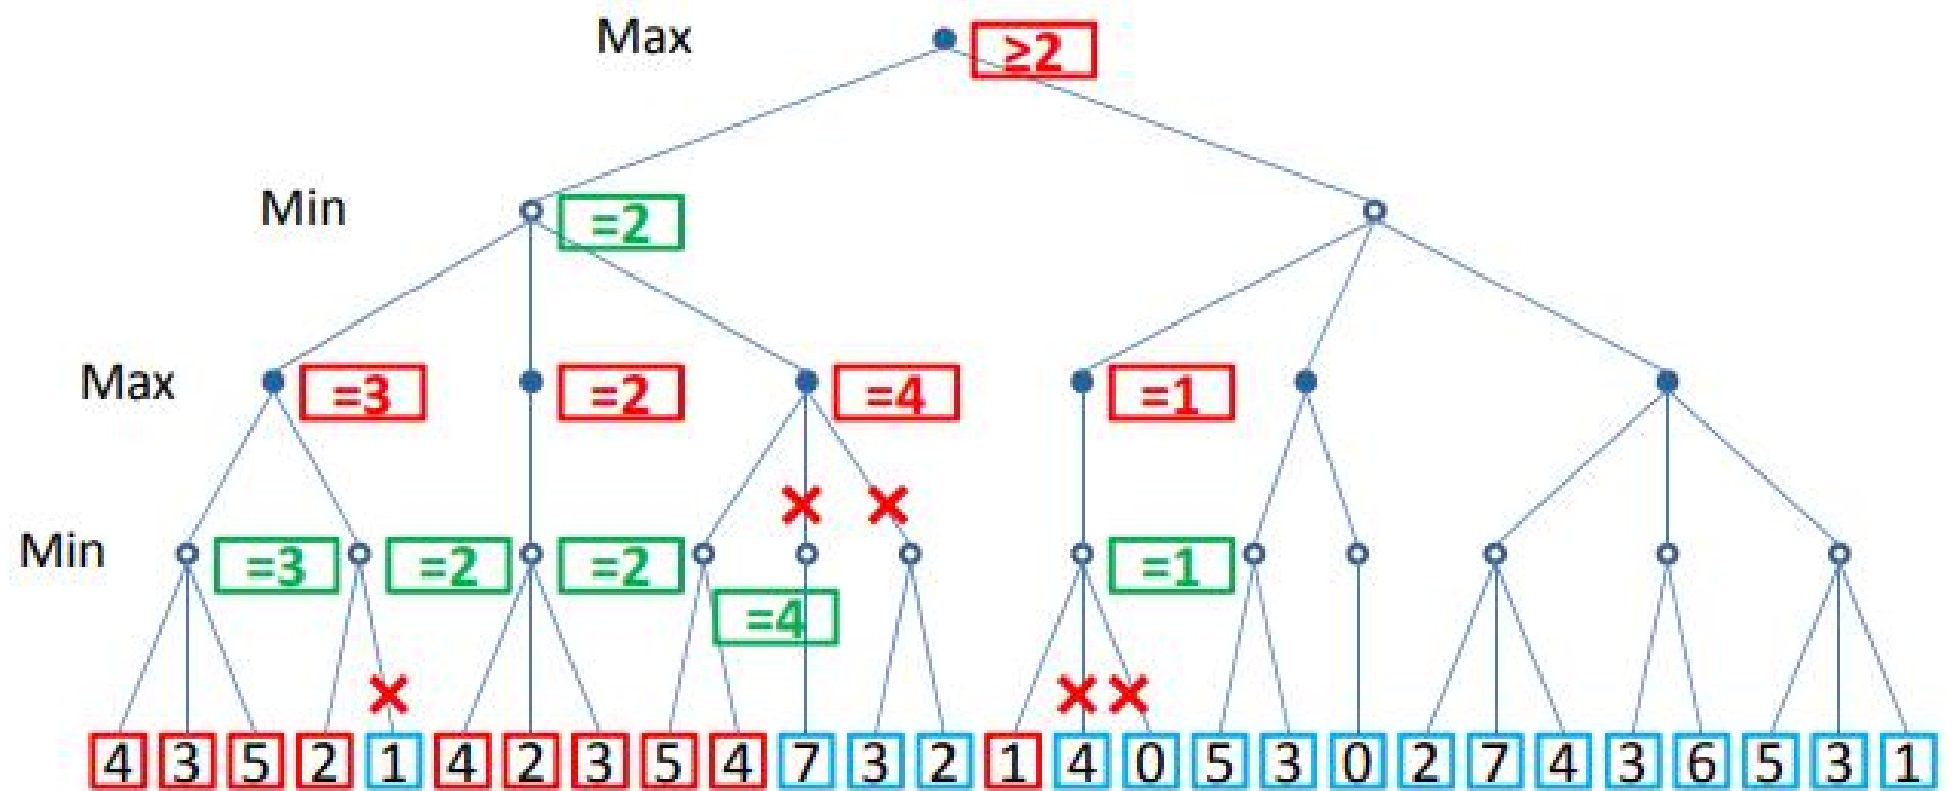 Max ≥2
Min =2
Max =3 =2 =4 =1
Min =3 =2 =2 =1
=4
4 3 5 2 1 4 2 3 5 4 7 3 2 1 4 0 5 3 0 2 7 4 3 6 5 3 1